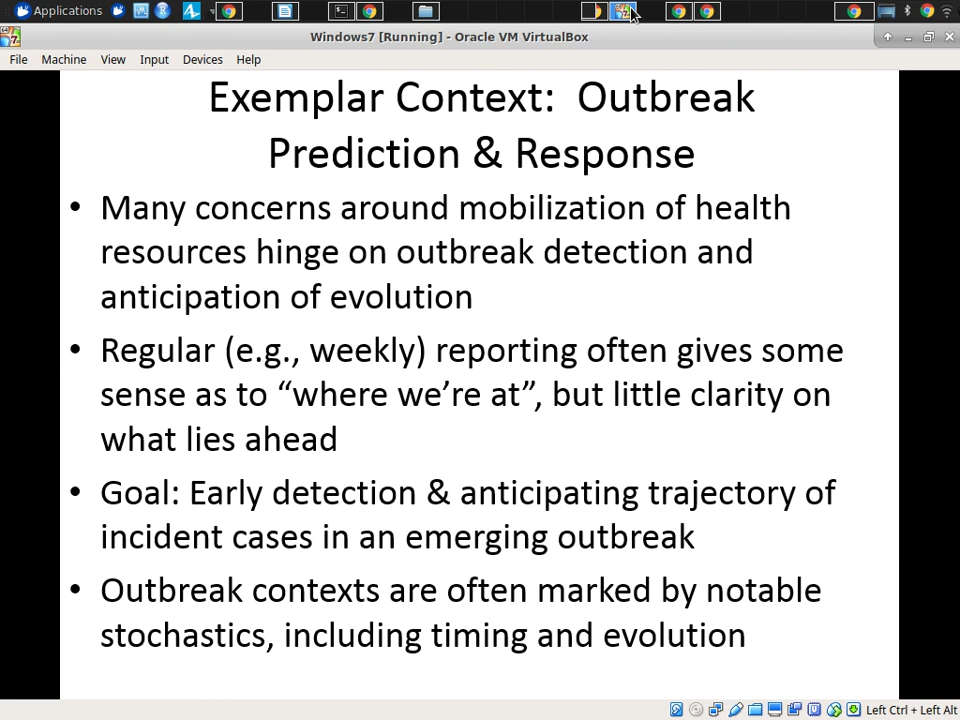 Applications
Windows7 [Running] - Oracle VM VirtualBox
File Machine View Input Devices Help
Exemplar Context: Outbreak
Prediction & Response
• Many concerns around mobilization of health
resources hinge on outbreak detection and
anticipation of evolution
• Regular (e.g., weekly) reporting often gives some
sense as to “where we’re at”, but little clarity on
what lies ahead
• Goal: Early detection & anticipating trajectory of
incident cases in an emerging outbreak
• Outbreak contexts are often marked by notable
stochastics, including timing and evolution
Left Ctrl + Left Alt